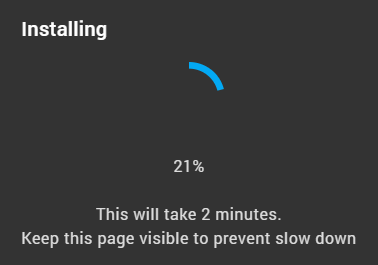 Installing
21%
This will take 2 minutes.
Keep this page visible to prevent slow down